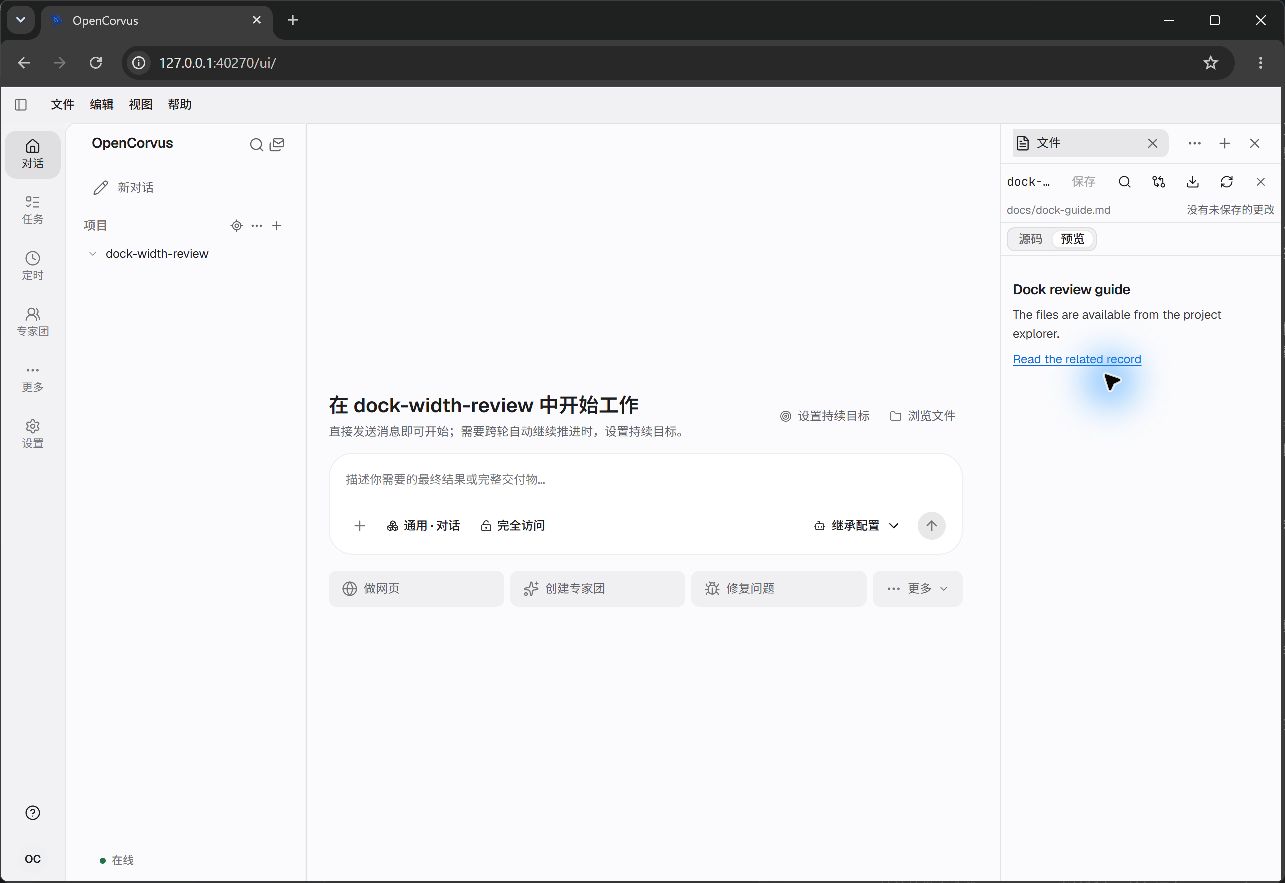 OpenCorvus
127.0.0.1:40270/ui/
文件 编辑 视图 帮助
对话
任务
定时
专家团
更多
设置
OC
OpenCorvus
新对话
项目
dock-width-review
在线
在 dock-width-review 中开始工作
直接发送消息即可开始；需要跨轮自动继续推进时，设置持续目标。
设置持续目标 浏览文件
描述你需要的最终结果或完整交付物...
通用 · 对话 完全访问 继承配置
做网页 创建专家团 修复问题 更多
文件
dock-... 保存
docs/dock-guide.md 没有未保存的更改
源码 预览
Dock review guide
The files are available from the project
explorer.
Read the related record